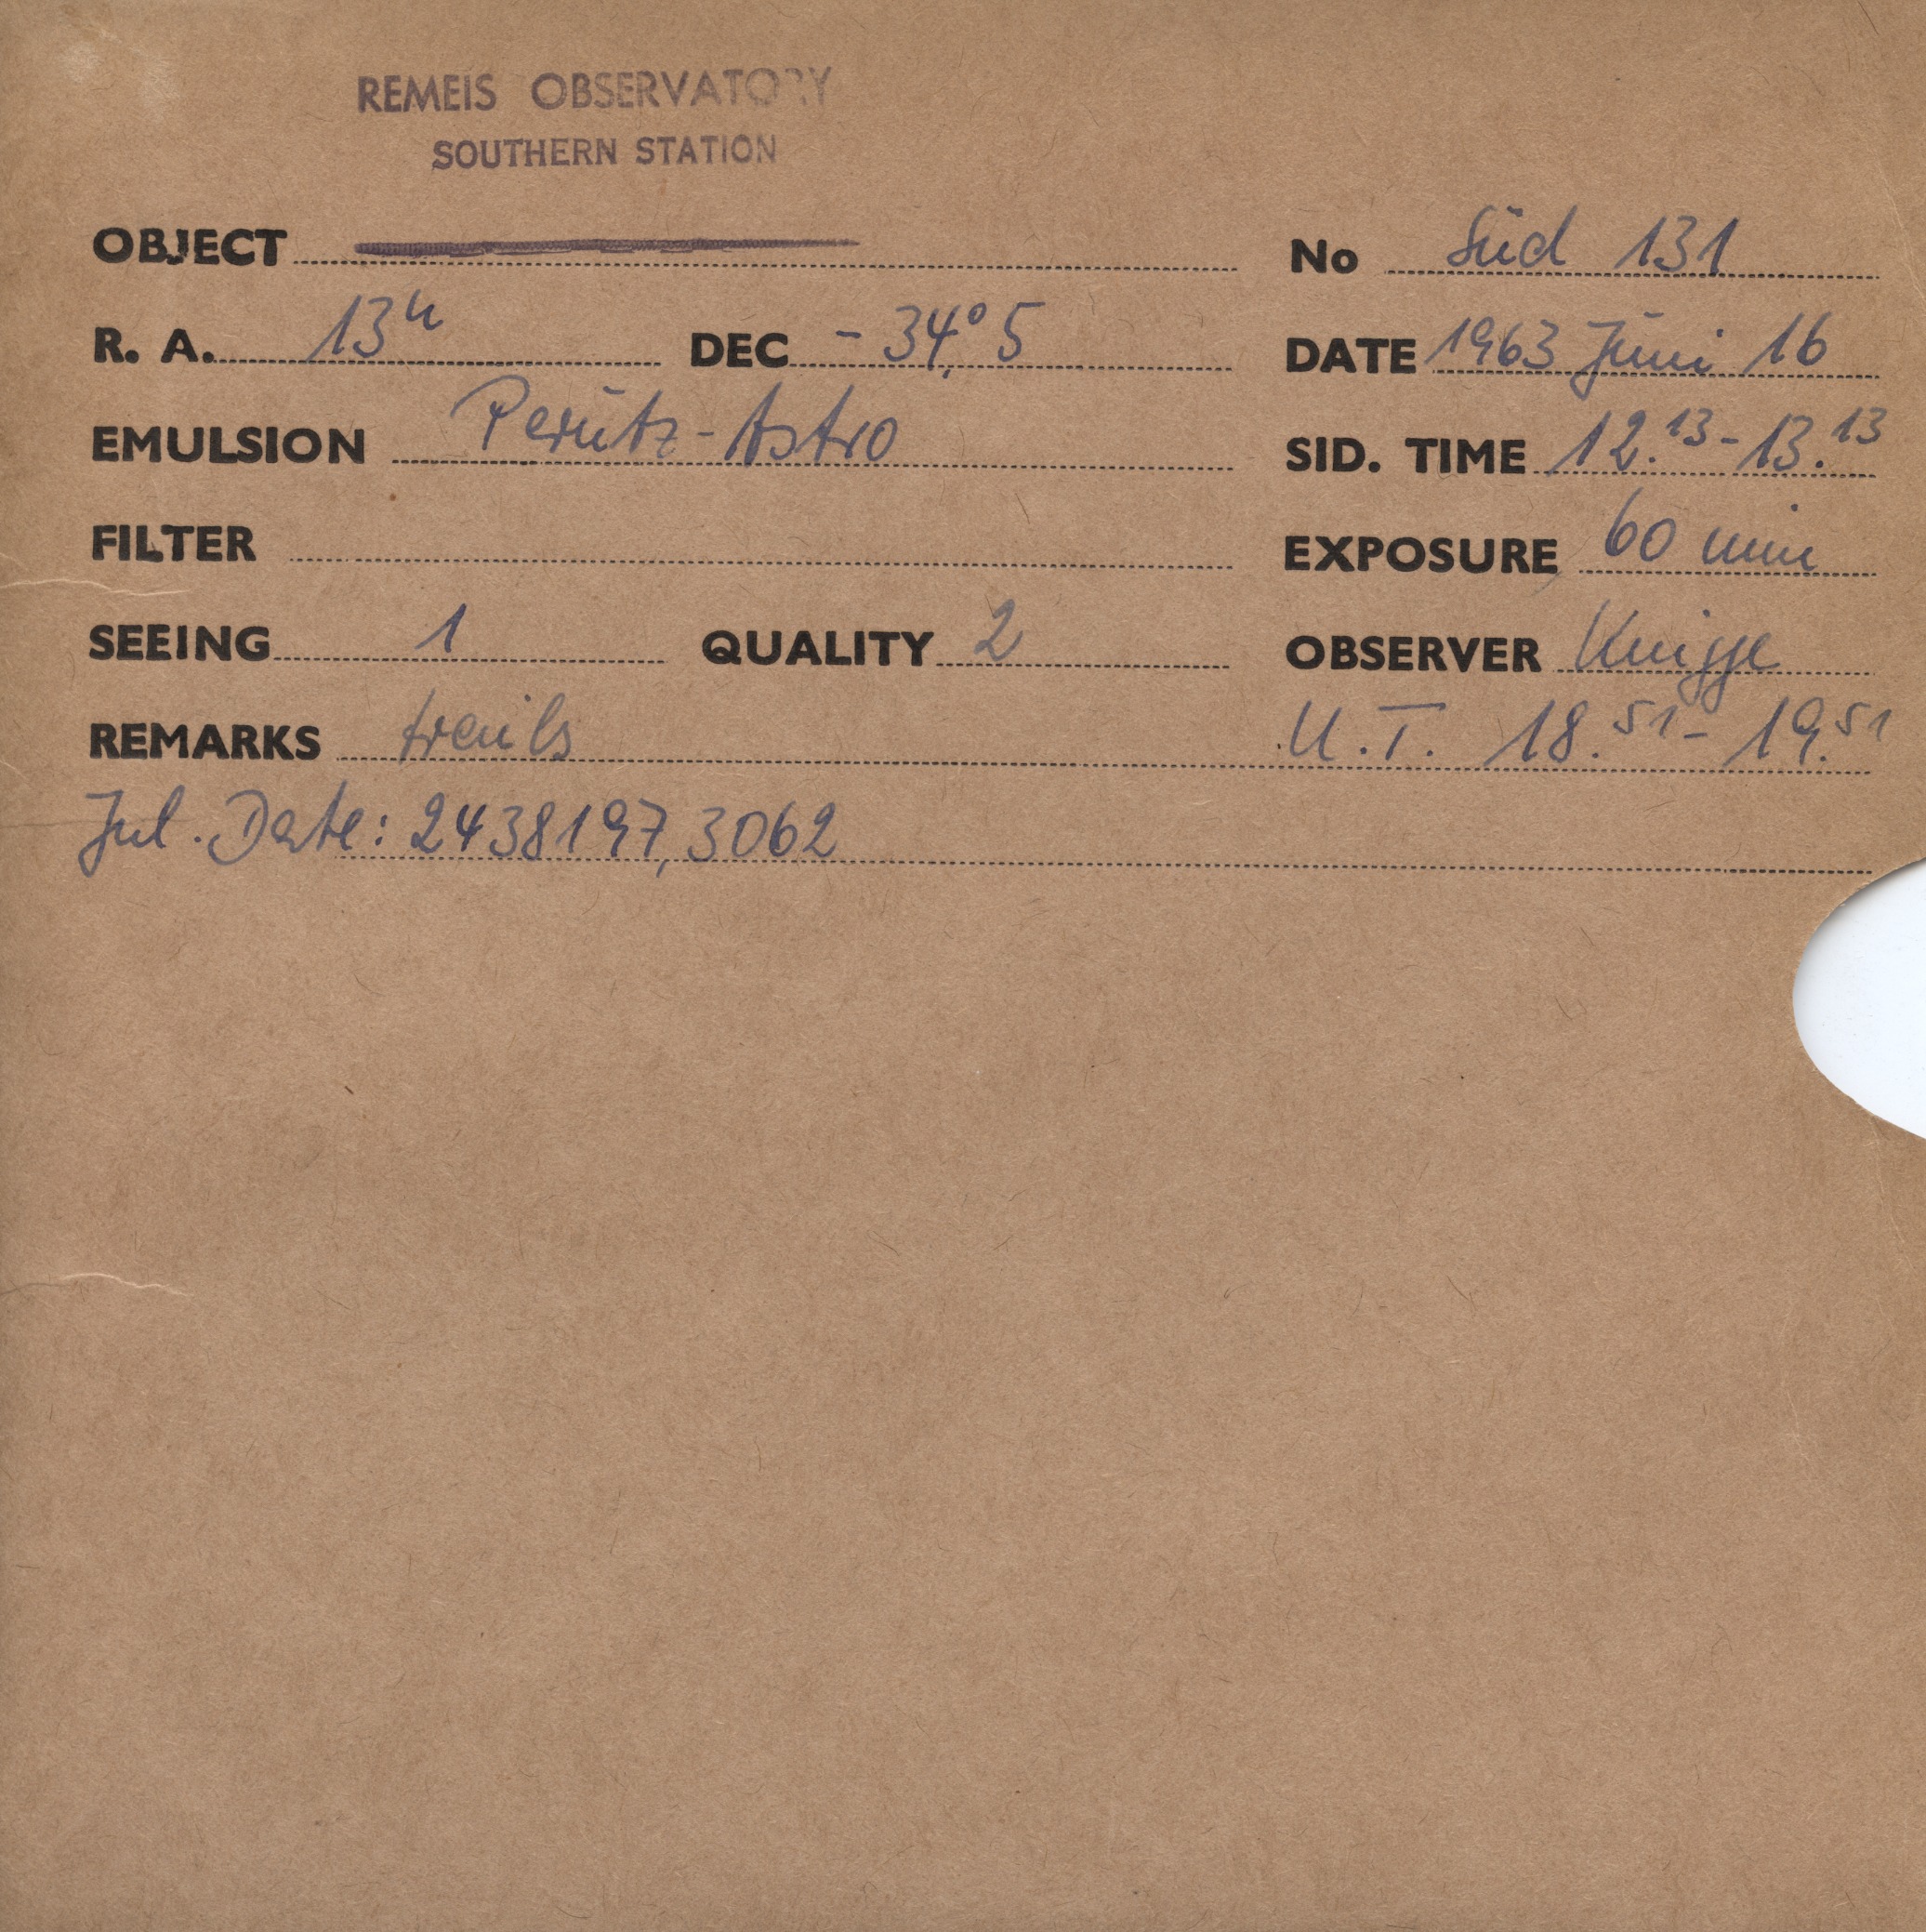 REMEIS OBSERVATORY
SOUTHERN STATION
OBJECT No Süd 131
R. A. 13h DEC - 34°,5 DATE 1963 Juni 16
EMULSION Perutz-Astro SID. TIME 12.13 - 13.13
FILTER EXPOSURE 60 min
SEEING 1 QUALITY 2 OBSERVER Knigge
REMARKS trails U.T. 18.51 - 19.51
Jul. Date: 2438197,3062